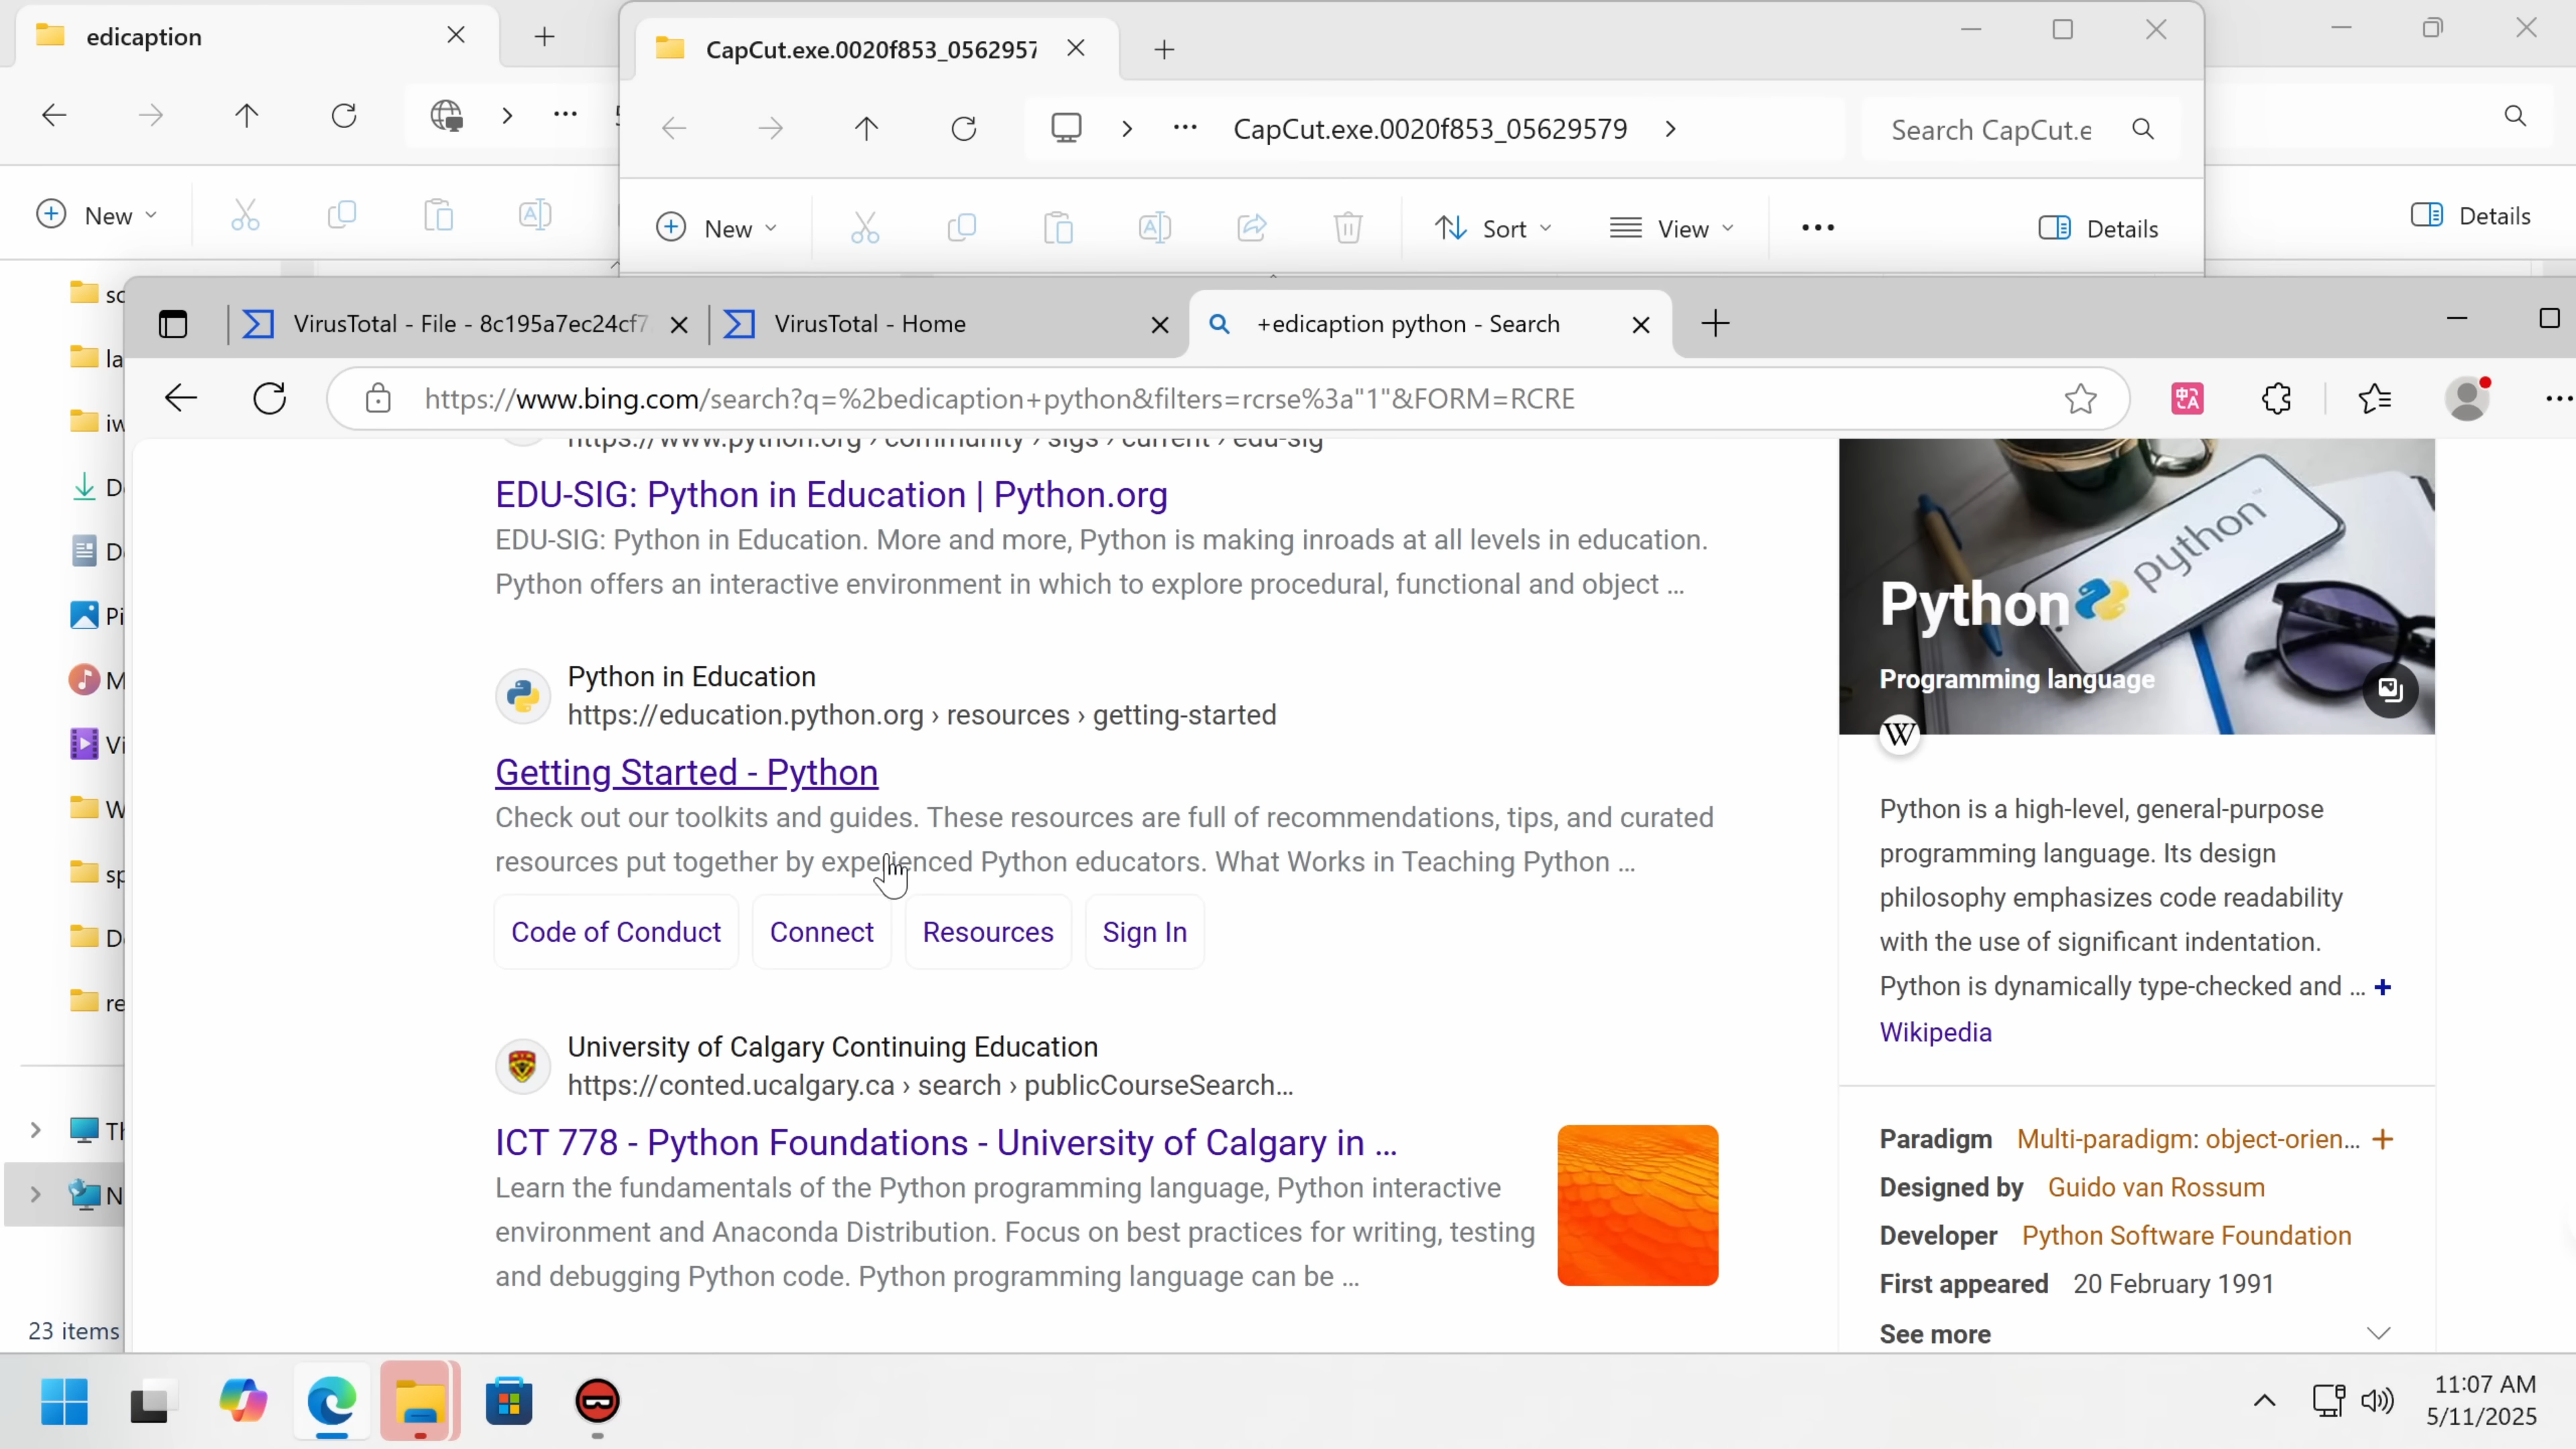 edicaption
CapCut.exe.0020f853_0562957
CapCut.exe.0020f853_05629579
Search CapCut.e
New
New
Sort
View
Details
Details
VirusTotal - File - 8c195a7ec24cf7
VirusTotal - Home
+edicaption python - Search
https://www.bing.com/search?q=%2bedicaption+python&filters=rcrse%3a"1"&FORM=RCRE
https://www.python.org › community › sigs › current › edu-sig
EDU-SIG: Python in Education | Python.org
EDU-SIG: Python in Education. More and more, Python is making inroads at all levels in education.
Python offers an interactive environment in which to explore procedural, functional and object ...
Python in Education
https://education.python.org › resources › getting-started
Getting Started - Python
Check out our toolkits and guides. These resources are full of recommendations, tips, and curated
resources put together by experienced Python educators. What Works in Teaching Python ...
Code of Conduct
Connect
Resources
Sign In
University of Calgary Continuing Education
https://conted.ucalgary.ca › search › publicCourseSearch...
ICT 778 - Python Foundations - University of Calgary in ...
Learn the fundamentals of the Python programming language, Python interactive
environment and Anaconda Distribution. Focus on best practices for writing, testing
and debugging Python code. Python programming language can be ...
python
Python
Programming language
W
Python is a high-level, general-purpose
programming language. Its design
philosophy emphasizes code readability
with the use of significant indentation.
Python is dynamically type-checked and ... +
Wikipedia
Paradigm Multi-paradigm: object-orien... +
Designed by Guido van Rossum
Developer Python Software Foundation
First appeared 20 February 1991
See more
23 items
11:07 AM
5/11/2025